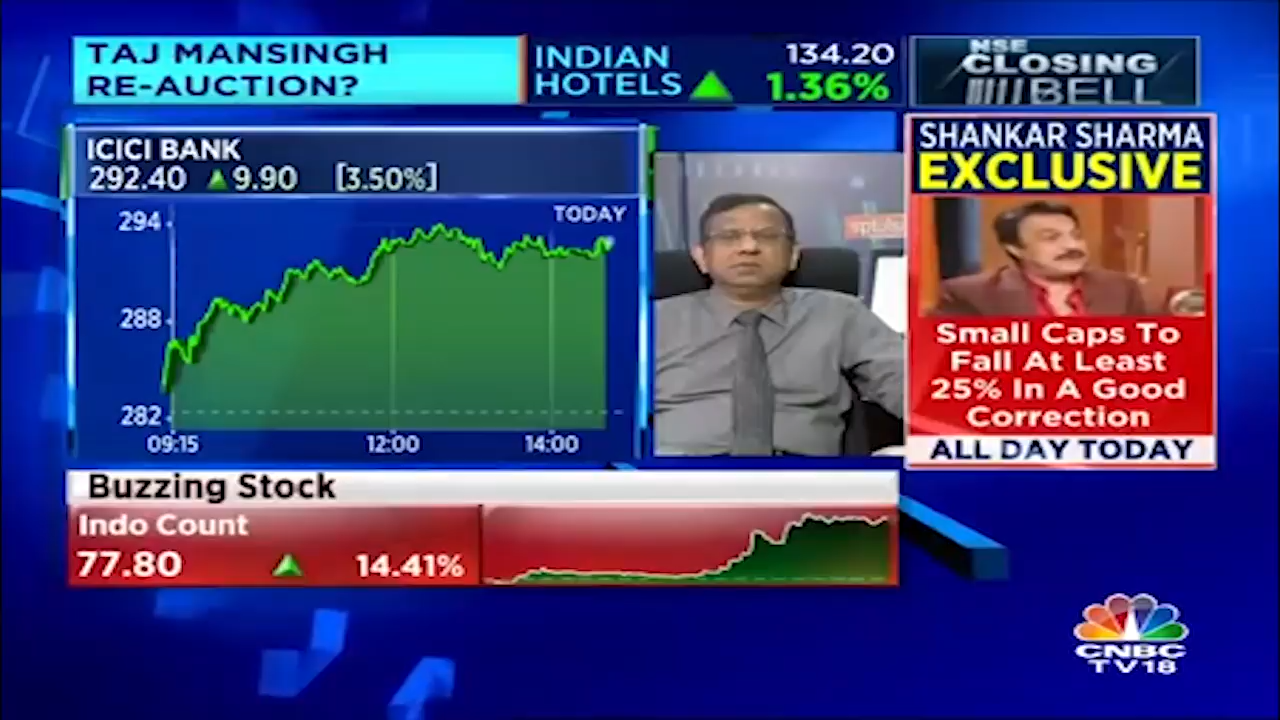 TAJ MANSINGH
RE-AUCTION?
INDIAN
HOTELS
134.20
1.36%
NSE
CLOSING
BELL
ICICI BANK
292.40 9.90 [3.50%]
TODAY
294
288
282
09:15 12:00 14:00
SHANKAR SHARMA
EXCLUSIVE
Small Caps To
Fall At Least
25% In A Good
Correction
ALL DAY TODAY
Buzzing Stock
Indo Count
77.80 14.41%
CNBC
TV18